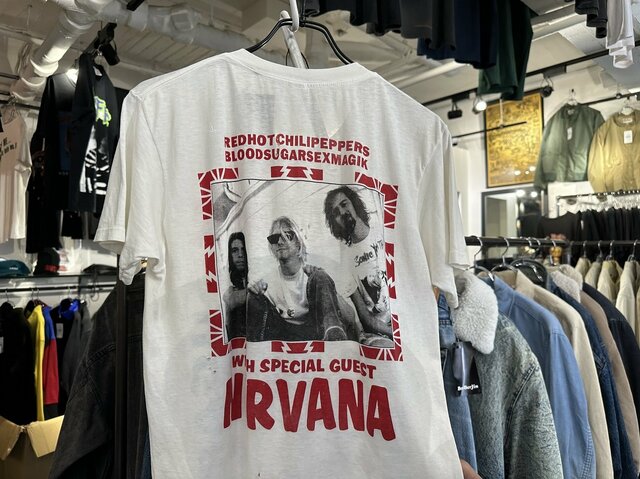 REDHOTCHILIPEPPERS
BLOODSUGARSEXMAGIK
WITH SPECIAL GUEST
NIRVANA